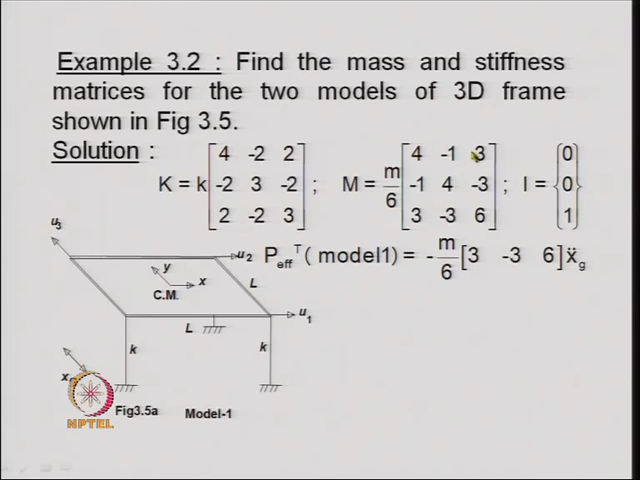 Example 3.2 : Find the mass and stiffness
matrices for the two models of 3D frame
shown in Fig 3.5.
Solution :
K = k [4 -2 2; -2 3 -2; 2 -2 3] ; M = m/6 [4 -1 3; -1 4 -3; 3 -3 6] ; I = {0; 0; 1}
Peff^T ( model1) = - m/6 [3 -3 6] ẍg
u3
u2
y
x
C.M.
L
u1
L
k
k
x
NPTEL
Fig3.5a Model-1